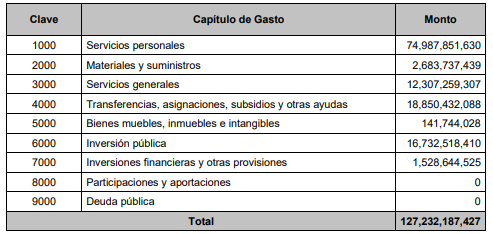 Clave Capítulo de Gasto Monto
1000 Servicios personales 74,987,851,630
2000 Materiales y suministros 2,683,737,439
3000 Servicios generales 12,307,259,307
4000 Transferencias, asignaciones, subsidios y otras ayudas 18,850,432,088
5000 Bienes muebles, inmuebles e intangibles 141,744,028
6000 Inversión pública 16,732,518,410
7000 Inversiones financieras y otras provisiones 1,528,644,525
8000 Participaciones y aportaciones 0
9000 Deuda pública 0
Total 127,232,187,427